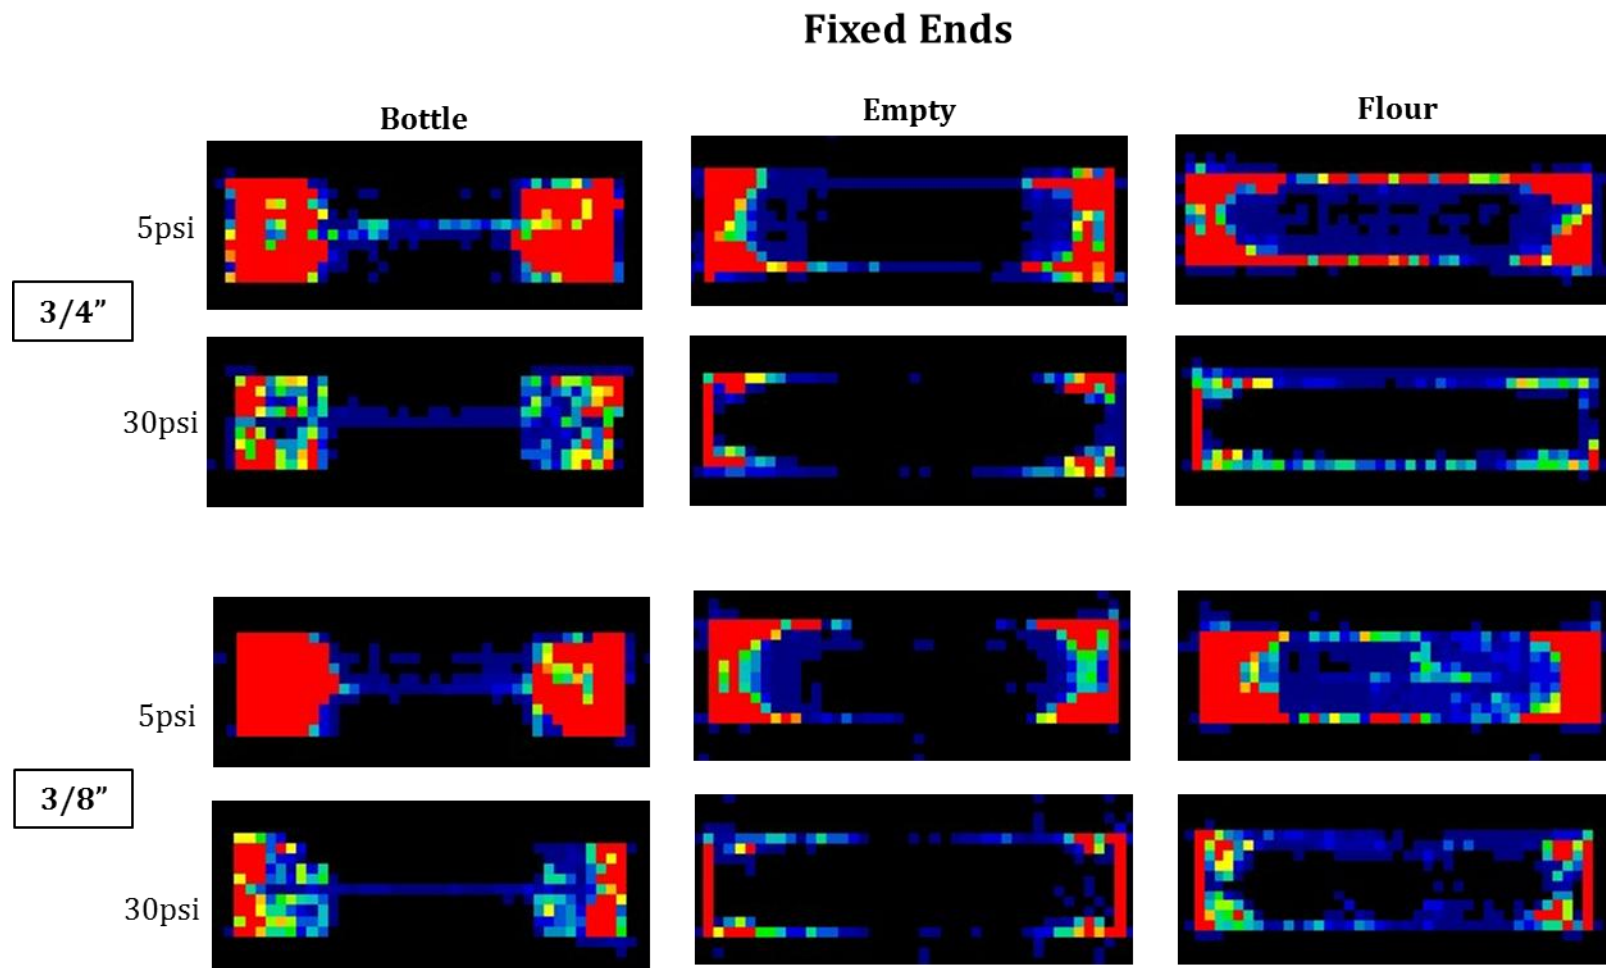 Fixed Ends
Bottle
Empty
Flour
5psi
3/4”
30psi
5psi
3/8”
30psi